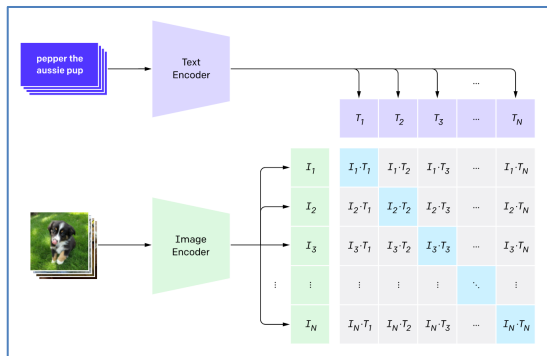 pepper the
aussie pup
Text
Encoder
...
T1 T2 T3 ... TN
I1 I1·T1 I1·T2 I1·T3 ... I1·TN
I2 I2·T1 I2·T2 I2·T3 ... I2·TN
Image
Encoder
I3 I3·T1 I3·T2 I3·T3 ... I3·TN
⋮ ⋮ ⋮ ⋮ ⋮ ⋱ ⋮
IN IN·T1 IN·T2 IN·T3 ... IN·TN